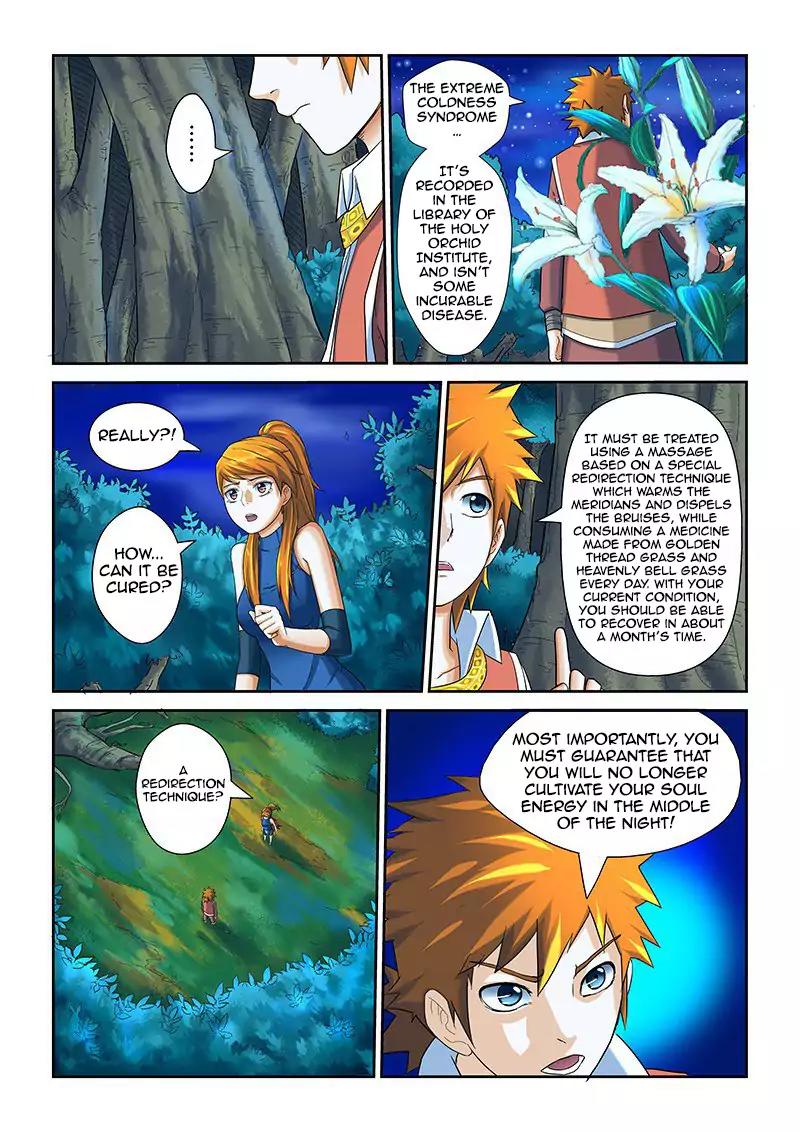 ......
THE EXTREME
COLDNESS
SYNDROME
...
IT'S
RECORDED
IN THE
LIBRARY OF
THE HOLY
ORCHID
INSTITUTE,
AND ISN'T
SOME
INCURABLE
DISEASE.
REALLY?!
HOW...
CAN IT BE
CURED?
IT MUST BE TREATED
USING A MASSAGE
BASED ON A SPECIAL
REDIRECTION TECHNIQUE
WHICH WARMS THE
MERIDIANS AND DISPELS
THE BRUISES, WHILE
CONSUMING A MEDICINE
MADE FROM GOLDEN
THREAD GRASS AND
HEAVENLY BELL GRASS
EVERY DAY. WITH YOUR
CURRENT CONDITION,
YOU SHOULD BE ABLE
TO RECOVER IN ABOUT
A MONTH'S TIME.
A
REDIRECTION
TECHNIQUE?
MOST IMPORTANTLY, YOU
MUST GUARANTEE THAT
YOU WILL NO LONGER
CULTIVATE YOUR SOUL
ENERGY IN THE MIDDLE
OF THE NIGHT!